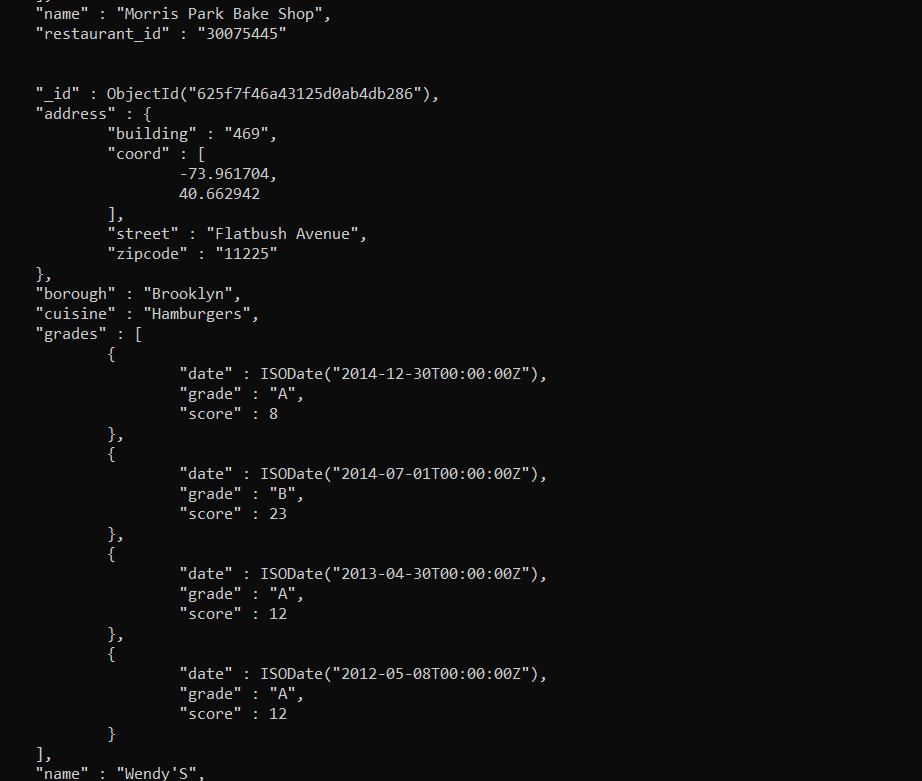 "name" : "Morris Park Bake Shop",
"restaurant_id" : "30075445"
"_id" : ObjectId("625f7f46a43125d0ab4db286"),
"address" : {
"building" : "469",
"coord" : [
-73.961704,
40.662942
],
"street" : "Flatbush Avenue",
"zipcode" : "11225"
},
"borough" : "Brooklyn",
"cuisine" : "Hamburgers",
"grades" : [
{
"date" : ISODate("2014-12-30T00:00:00Z"),
"grade" : "A",
"score" : 8
},
{
"date" : ISODate("2014-07-01T00:00:00Z"),
"grade" : "B",
"score" : 23
},
{
"date" : ISODate("2013-04-30T00:00:00Z"),
"grade" : "A",
"score" : 12
},
{
"date" : ISODate("2012-05-08T00:00:00Z"),
"grade" : "A",
"score" : 12
}
],
"name" : "Wendy'S",